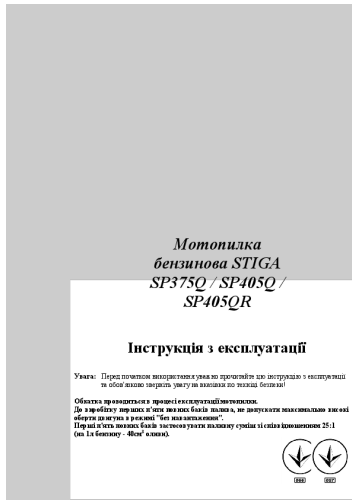 Мотопилка
бензинова STIGA
SP375Q / SP405Q /
SP405QR
Інструкція з експлуатації
Увага: Перед початком використання уважно прочитайте цю інструкцію з експлуатації
та обов'язково зверніть увагу на вказівки по техніці безпеки!
Обкатка проводиться в процесі експлуатації мотопилки.
До виробітку перших п'яти повних баків палива, не допускати максимально високі
оберти двигуна в режимі "без навантаження".
Перші п'ять повних баків застосовувати паливну суміш зі співвідношенням 25:1
(на 1л бензину - 40см³ оливи).